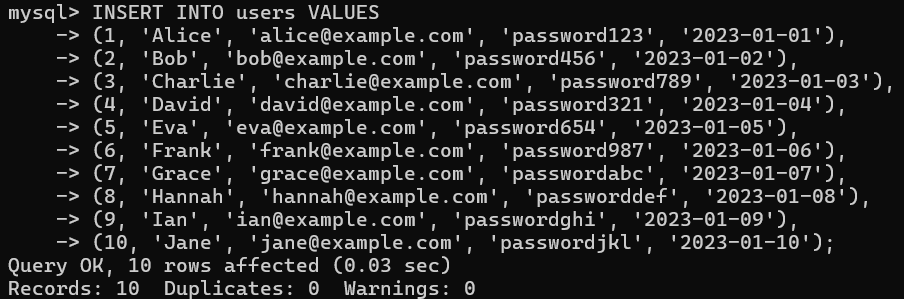 mysql> INSERT INTO users VALUES
    -> (1, 'Alice', 'alice@example.com', 'password123', '2023-01-01'),
    -> (2, 'Bob', 'bob@example.com', 'password456', '2023-01-02'),
    -> (3, 'Charlie', 'charlie@example.com', 'password789', '2023-01-03'),
    -> (4, 'David', 'david@example.com', 'password321', '2023-01-04'),
    -> (5, 'Eva', 'eva@example.com', 'password654', '2023-01-05'),
    -> (6, 'Frank', 'frank@example.com', 'password987', '2023-01-06'),
    -> (7, 'Grace', 'grace@example.com', 'passwordabc', '2023-01-07'),
    -> (8, 'Hannah', 'hannah@example.com', 'passworddef', '2023-01-08'),
    -> (9, 'Ian', 'ian@example.com', 'passwordghi', '2023-01-09'),
    -> (10, 'Jane', 'jane@example.com', 'passwordjkl', '2023-01-10');
Query OK, 10 rows affected (0.03 sec)
Records: 10  Duplicates: 0  Warnings: 0